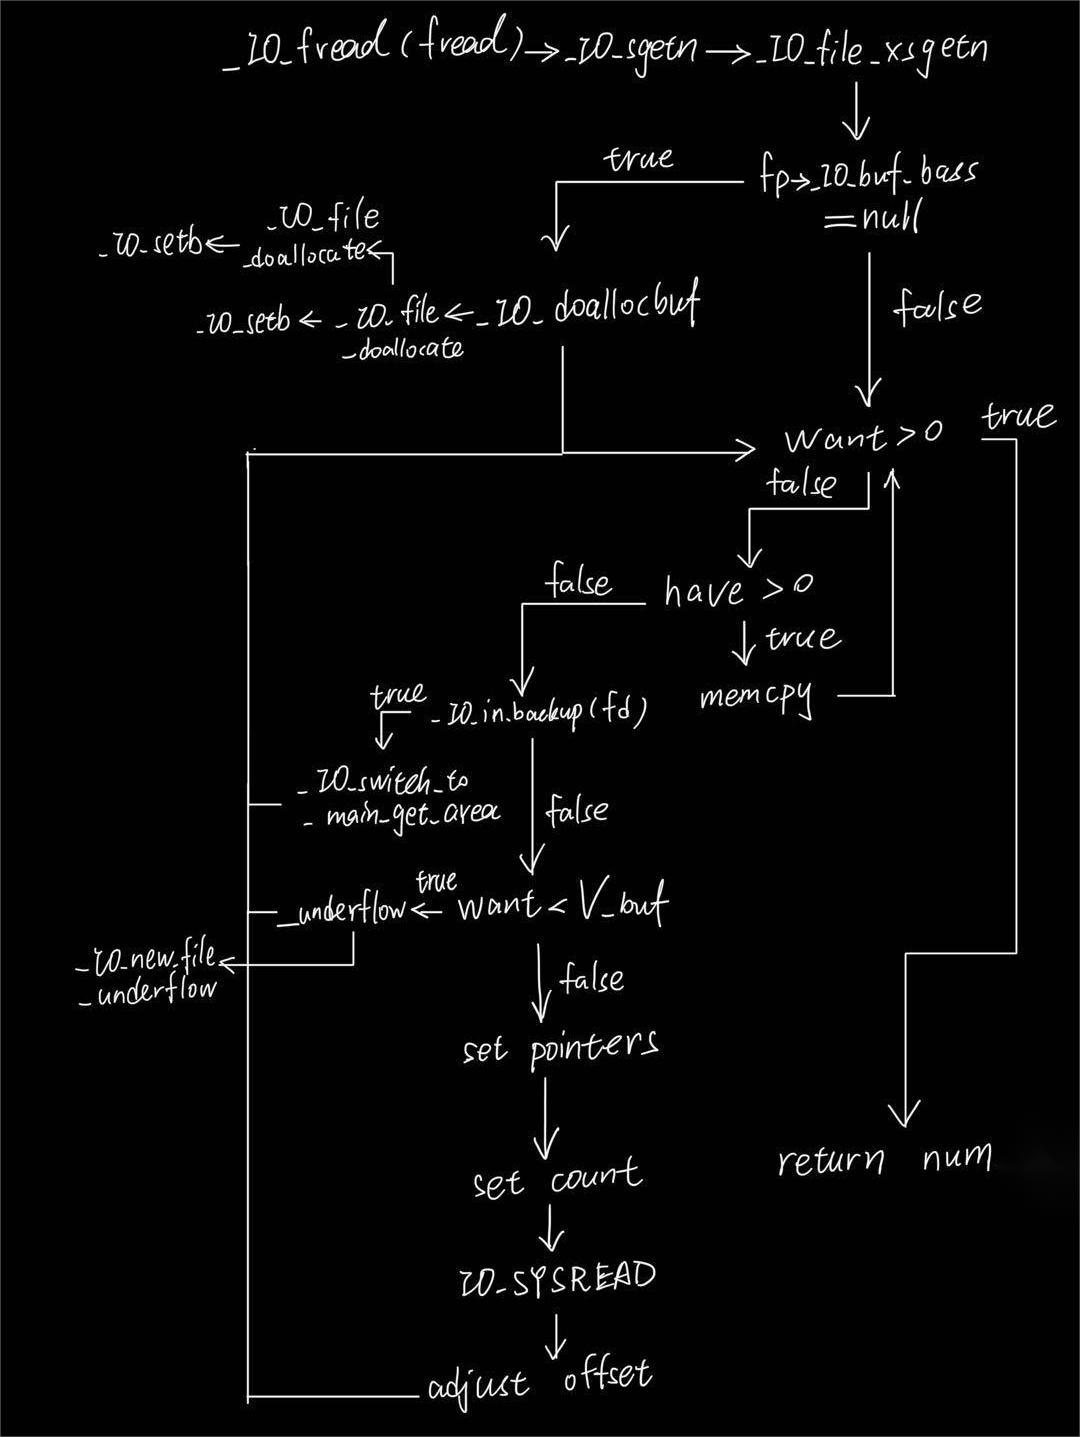 _IO_fread(fread)→_IO_sgetn→_IO_file_xsgetn
true
fp→_IO_buf_bass
=null
_IO_file
_IO_setb←_doallocate
false
_IO_setb←_IO_file←_IO_doallocbuf
_doallocate
true
want>0
false
false
have >0
true
true
memcpy
_IO_in_backup(fd)
_IO_switch_to
_main_get_area
false
true
_underflow← want< V_buf
_IO_new_file
_underflow
false
set pointers
return num
set count
IO_SYSREAD
adjust offset